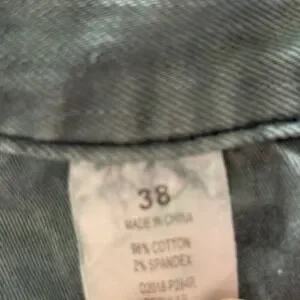 38
MADE IN CHINA
98% COTTON
2% SPANDEX